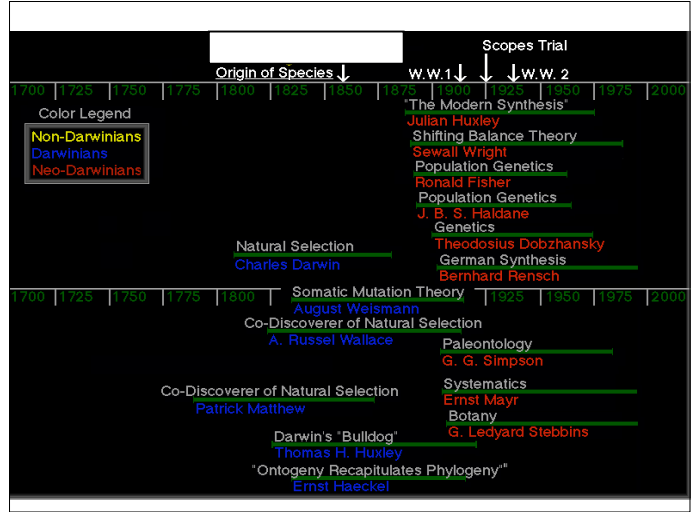 Scopes Trial
Origin of Species W.W.1 W.W. 2
1700 1725 1750 1775 1800 1825 1850 1875 1900 1925 1950 1975 2000
Color Legend
Non-Darwinians
Darwinians
Neo-Darwinians
"The Modern Synthesis"
Julian Huxley
Shifting Balance Theory
Sewall Wright
Population Genetics
Ronald Fisher
Population Genetics
J. B. S. Haldane
Genetics
Theodosius Dobzhansky
Natural Selection
Charles Darwin
German Synthesis
Bernhard Rensch
1700 1725 1750 1775 1800 1925 1950 1975 2000
Somatic Mutation Theory
August Weismann
Co-Discoverer of Natural Selection
A. Russel Wallace
Paleontology
G. G. Simpson
Co-Discoverer of Natural Selection
Patrick Matthew
Systematics
Ernst Mayr
Botany
G. Ledyard Stebbins
Darwin's "Bulldog"
Thomas H. Huxley
"Ontogeny Recapitulates Phylogeny""
Ernst Haeckel